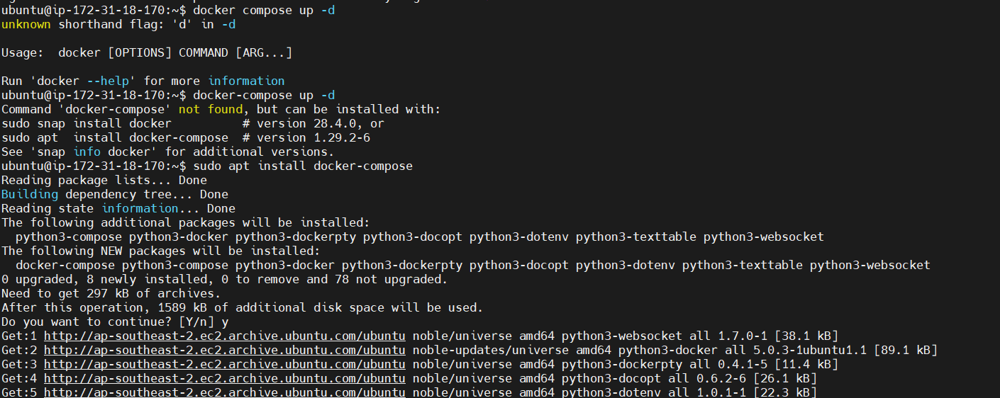 ubuntu@ip-172-31-18-170:~$ docker compose up -d
unknown shorthand flag: 'd' in -d
Usage:  docker [OPTIONS] COMMAND [ARG...]
Run 'docker --help' for more information
ubuntu@ip-172-31-18-170:~$ docker-compose up -d
Command 'docker-compose' not found, but can be installed with:
sudo snap install docker          # version 28.4.0, or
sudo apt  install docker-compose  # version 1.29.2-6
See 'snap info docker' for additional versions.
ubuntu@ip-172-31-18-170:~$ sudo apt install docker-compose
Reading package lists... Done
Building dependency tree... Done
Reading state information... Done
The following additional packages will be installed:
  python3-compose python3-docker python3-dockerpty python3-docopt python3-dotenv python3-texttable python3-websocket
The following NEW packages will be installed:
  docker-compose python3-compose python3-docker python3-dockerpty python3-docopt python3-dotenv python3-texttable python3-websocket
0 upgraded, 8 newly installed, 0 to remove and 78 not upgraded.
Need to get 297 kB of archives.
After this operation, 1589 kB of additional disk space will be used.
Do you want to continue? [Y/n] y
Get:1 http://ap-southeast-2.ec2.archive.ubuntu.com/ubuntu noble/universe amd64 python3-websocket all 1.7.0-1 [38.1 kB]
Get:2 http://ap-southeast-2.ec2.archive.ubuntu.com/ubuntu noble-updates/universe amd64 python3-docker all 5.0.3-1ubuntu1.1 [89.1 kB]
Get:3 http://ap-southeast-2.ec2.archive.ubuntu.com/ubuntu noble/universe amd64 python3-dockerpty all 0.4.1-5 [11.4 kB]
Get:4 http://ap-southeast-2.ec2.archive.ubuntu.com/ubuntu noble/universe amd64 python3-docopt all 0.6.2-6 [26.1 kB]
Get:5 http://ap-southeast-2.ec2.archive.ubuntu.com/ubuntu noble/universe amd64 python3-dotenv all 1.0.1-1 [22.3 kB]